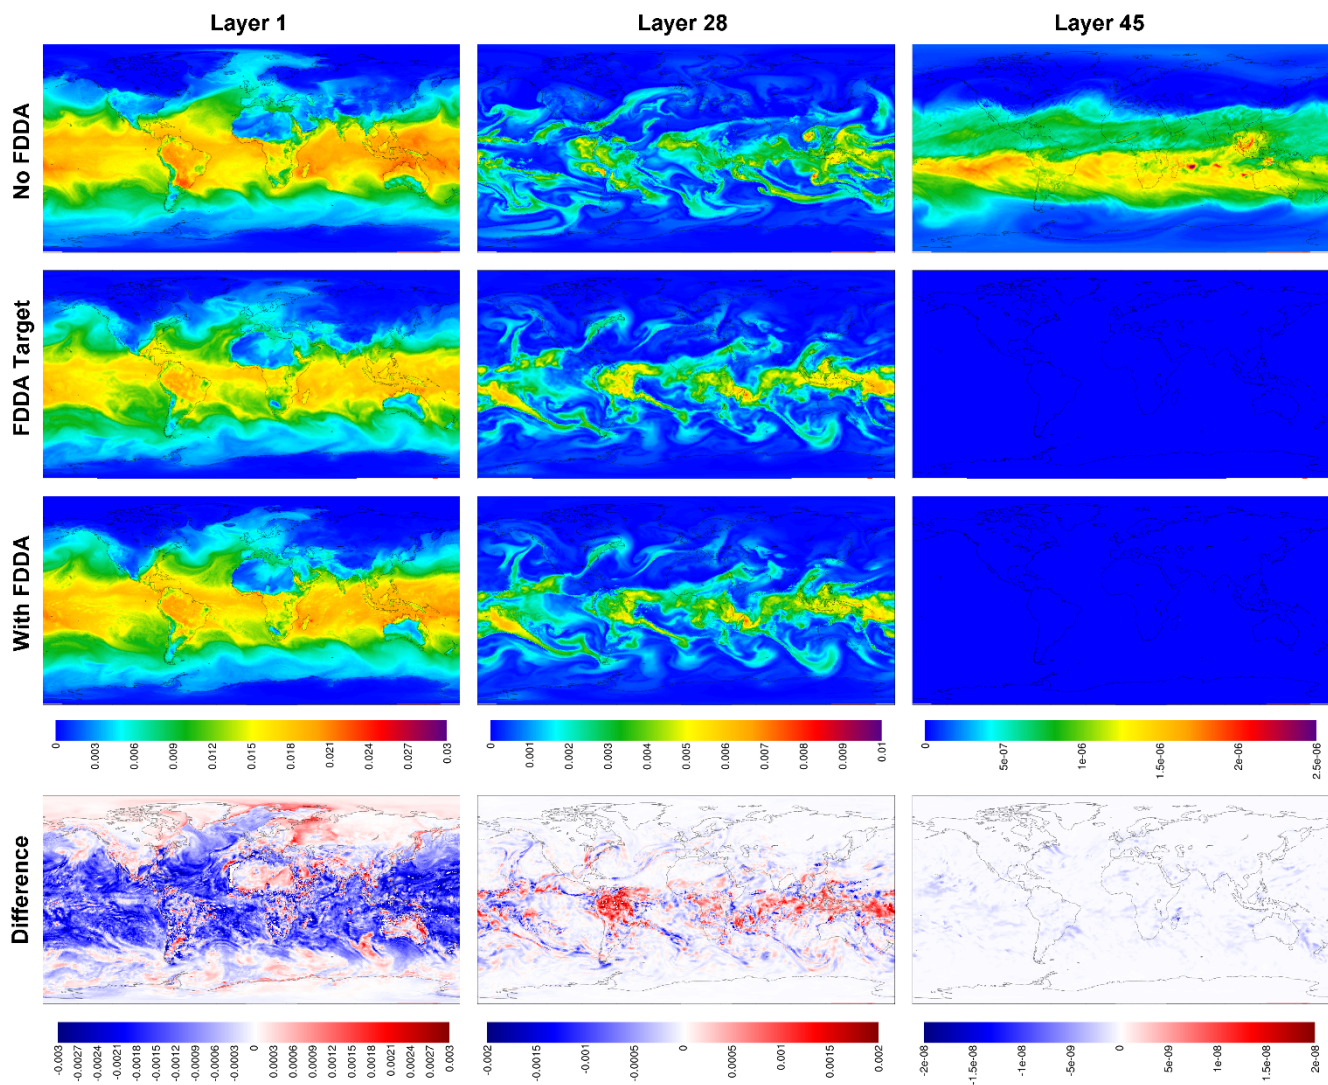 Layer 1
Layer 28
Layer 45
No FDDA
FDDA Target
With FDDA
0 0.003 0.006 0.009 0.012 0.015 0.018 0.021 0.024 0.027 0.03
0 0.001 0.002 0.003 0.004 0.005 0.006 0.007 0.008 0.009 0.01
0 5e-07 1e-06 1.5e-06 2e-06 2.5e-06
Difference
-0.003 -0.0027 -0.0024 -0.0021 -0.0018 -0.0015 -0.0012 -0.0009 -0.0006 -0.0003 0 0.0003 0.0006 0.0009 0.0012 0.0015 0.0018 0.0021 0.0024 0.0027 0.003
-0.002 -0.0015 -0.001 -0.0005 0 0.0005 0.001 0.0015 0.002
-2e-08 -1.5e-08 -1e-08 -5e-09 0 5e-09 1e-08 1.5e-08 2e-08